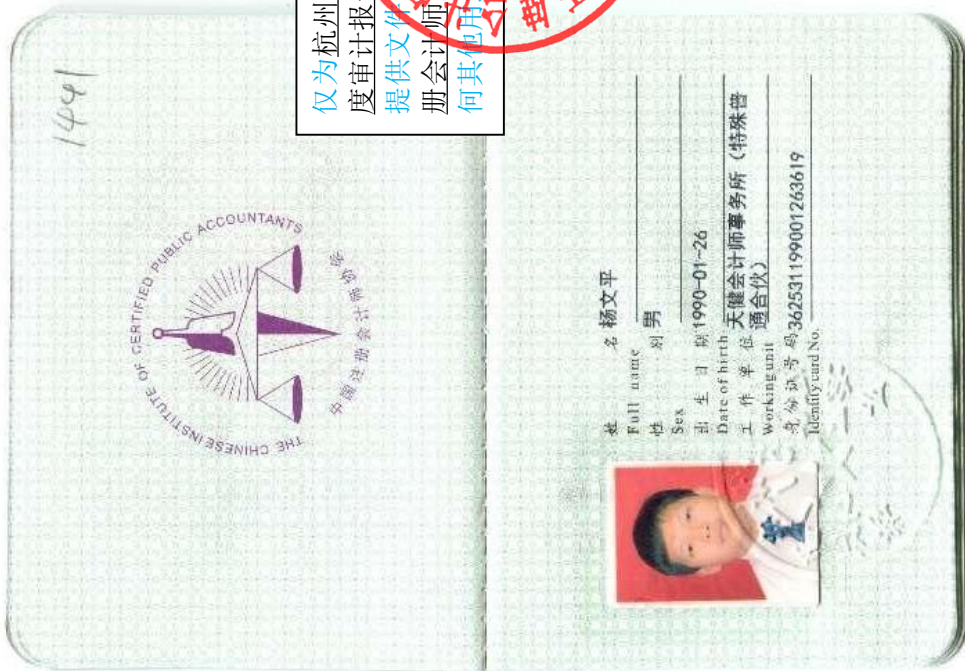 1441
THE CHINESE INSTITUTE OF CERTIFIED PUBLIC ACCOUNTANTS
中国注册会计师协会
仅为杭州
度审计报
提供文件
册会计师
何其他用
姓 名 杨文平
Full name
性 别 男
Sex
出 生 日 期 1990-01-26
Date of birth
工 作 单 位 天健会计师事务所（特殊普
通合伙）
Working unit
身份证号码 362531199001263619
Identity card No.